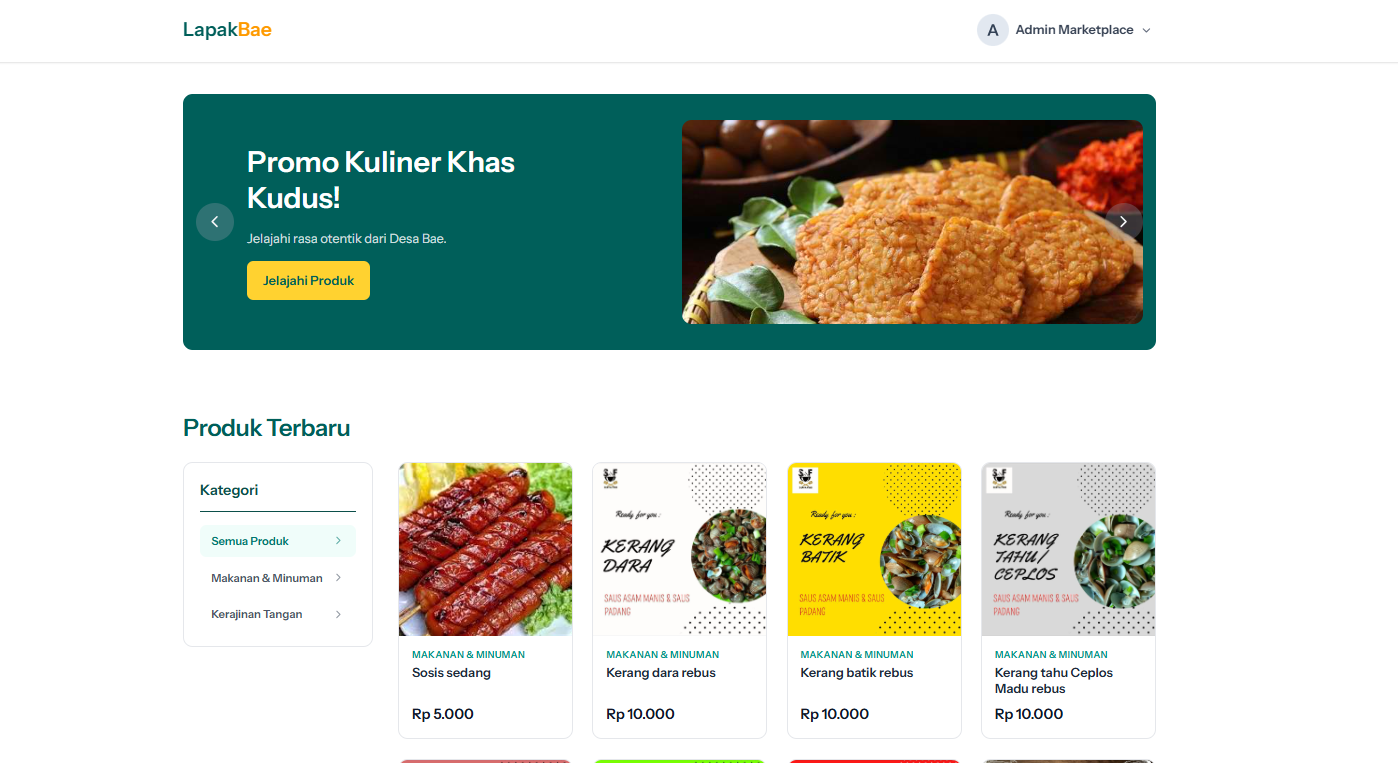 LapakBae
A Admin Marketplace
Promo Kuliner Khas
Kudus!
Jelajahi rasa otentik dari Desa Bae.
Jelajahi Produk
Produk Terbaru
Kategori
Semua Produk
Makanan & Minuman
Kerajinan Tangan
MAKANAN & MINUMAN
Sosis sedang
Rp 5.000
Ready for you :
KERANG
DARA
SAUS ASAM MANIS & SAUS
PADANG
MAKANAN & MINUMAN
Kerang dara rebus
Rp 10.000
Ready for you :
KERANG
BATIK
SAUS ASAM MANIS & SAUS
PADANG
MAKANAN & MINUMAN
Kerang batik rebus
Rp 10.000
Ready for you :
KERANG
TAHU/
CEPLOS
SAUS ASAM MANIS & SAUS
PADANG
MAKANAN & MINUMAN
Kerang tahu Ceplos
Madu rebus
Rp 10.000